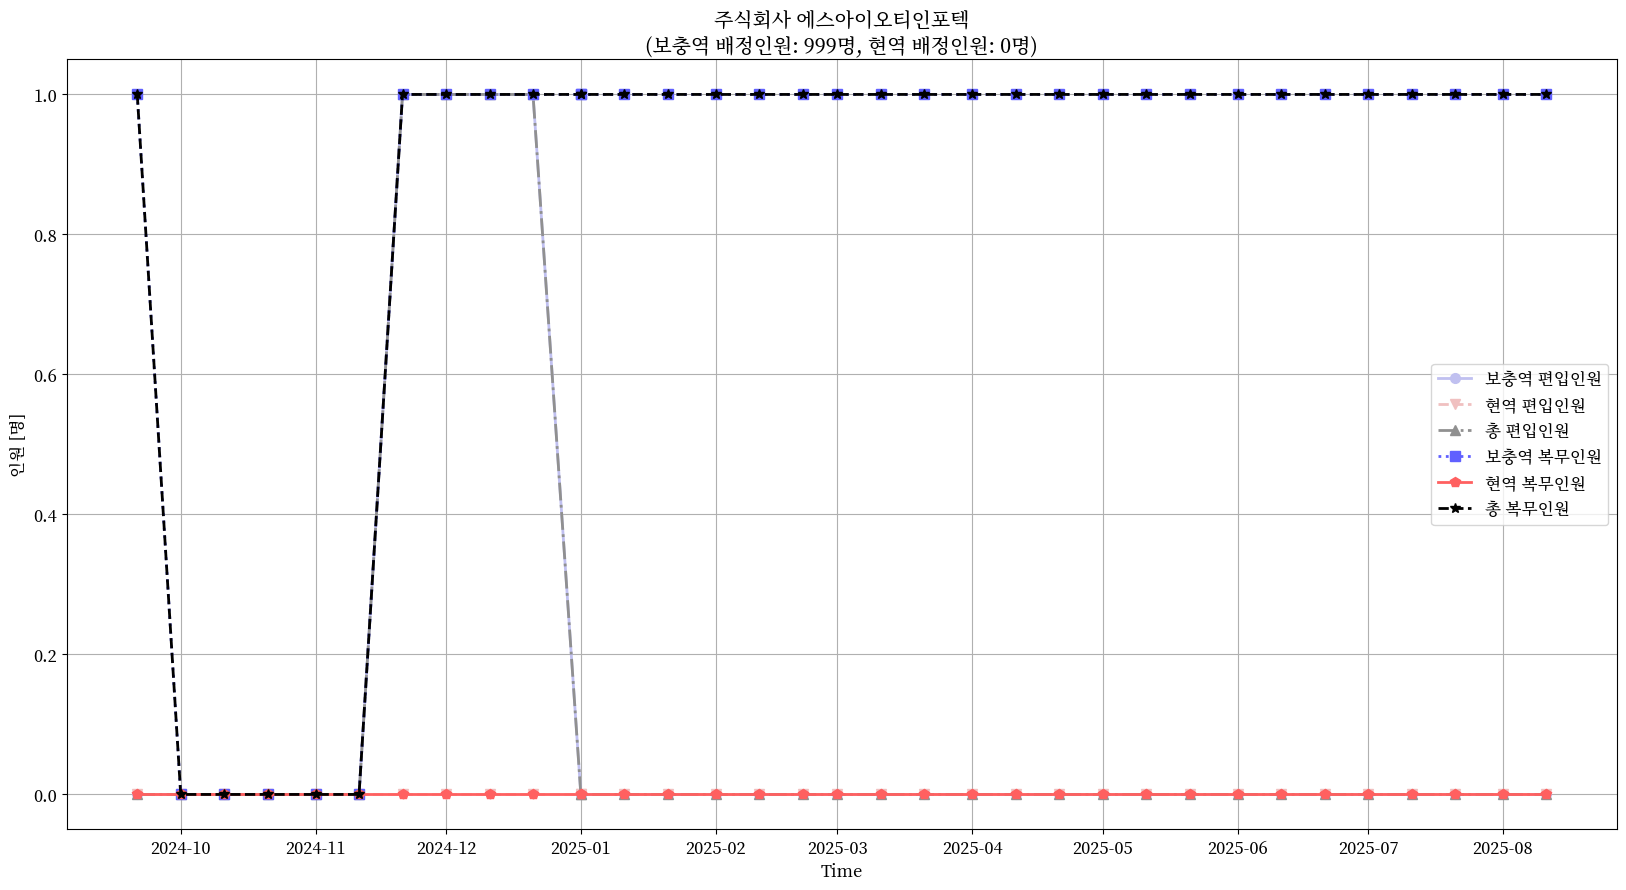 주식회사 에스아이오티인포텍
(보충역 배정인원: 999명, 현역 배정인원: 0명)
1.0
0.8
0.6
0.4
0.2
0.0
인원 [명]
보충역 편입인원
현역 편입인원
총 편입인원
보충역 복무인원
현역 복무인원
총 복무인원
2024-10
2024-11
2024-12
2025-01
2025-02
2025-03
2025-04
2025-05
2025-06
2025-07
2025-08
Time